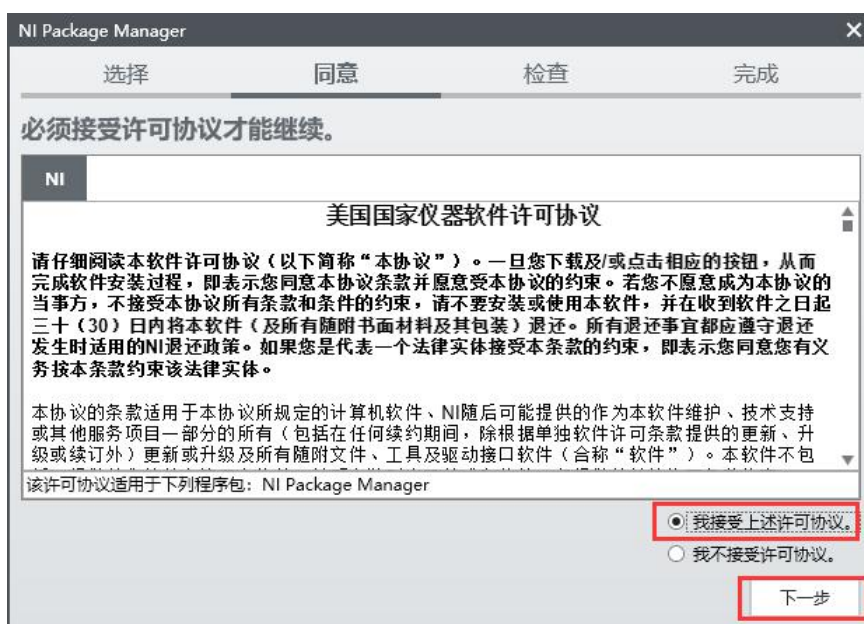 NI Package Manager
选择 同意 检查 完成
必须接受许可协议才能继续。
NI
美国国家仪器软件许可协议
请仔细阅读本软件许可协议（以下简称“本协议”）。一旦您下载及/或点击相应的按钮，从而
完成软件安装过程，即表示您同意本协议条款并愿意受本协议的约束。若您不愿意成为本协议的
当事方，不接受本协议所有条款和条件的约束，请不要安装或使用本软件，并在收到软件之日起
三十（30）日内将本软件（及所有随附书面材料及其包装）退还。所有退还事宜都应遵守退还
发生时适用的NI退还政策。如果您是代表一个法律实体接受本条款的约束，即表示您同意您有义
务按本条款约束该法律实体。
本协议的条款适用于本协议所规定的计算机软件、NI随后可能提供的作为本软件维护、技术支持
或其他服务项目一部分的所有（包括在任何续约期间，除根据单独软件许可条款提供的更新、升
级或续订外）更新或升级及所有随附文件、工具及驱动接口软件（合称“软件”）。本软件不包
该许可协议适用于下列程序包：NI Package Manager
我接受上述许可协议。
我不接受许可协议。
下一步